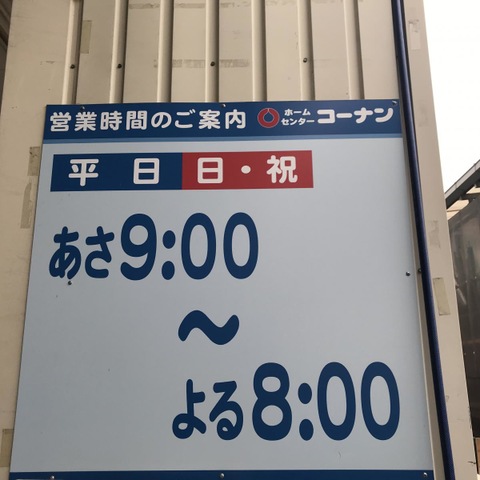 営業時間のご案内 ホームセンター コーナン
平日 日・祝
あさ9:00
〜
よる8:00